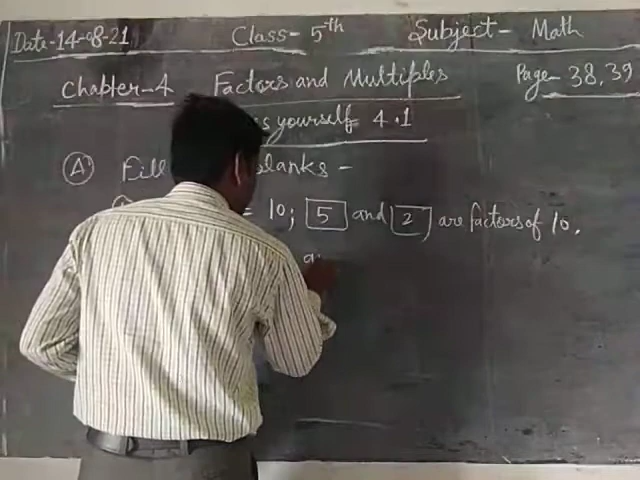 Date-14-08-21 Class- 5th Subject- Math
Chapter-4 Factors and Multiples Page- 38,39
yourself 4.1
(A) Fill blanks -
= 10; 5 and 2 are factors of 10.